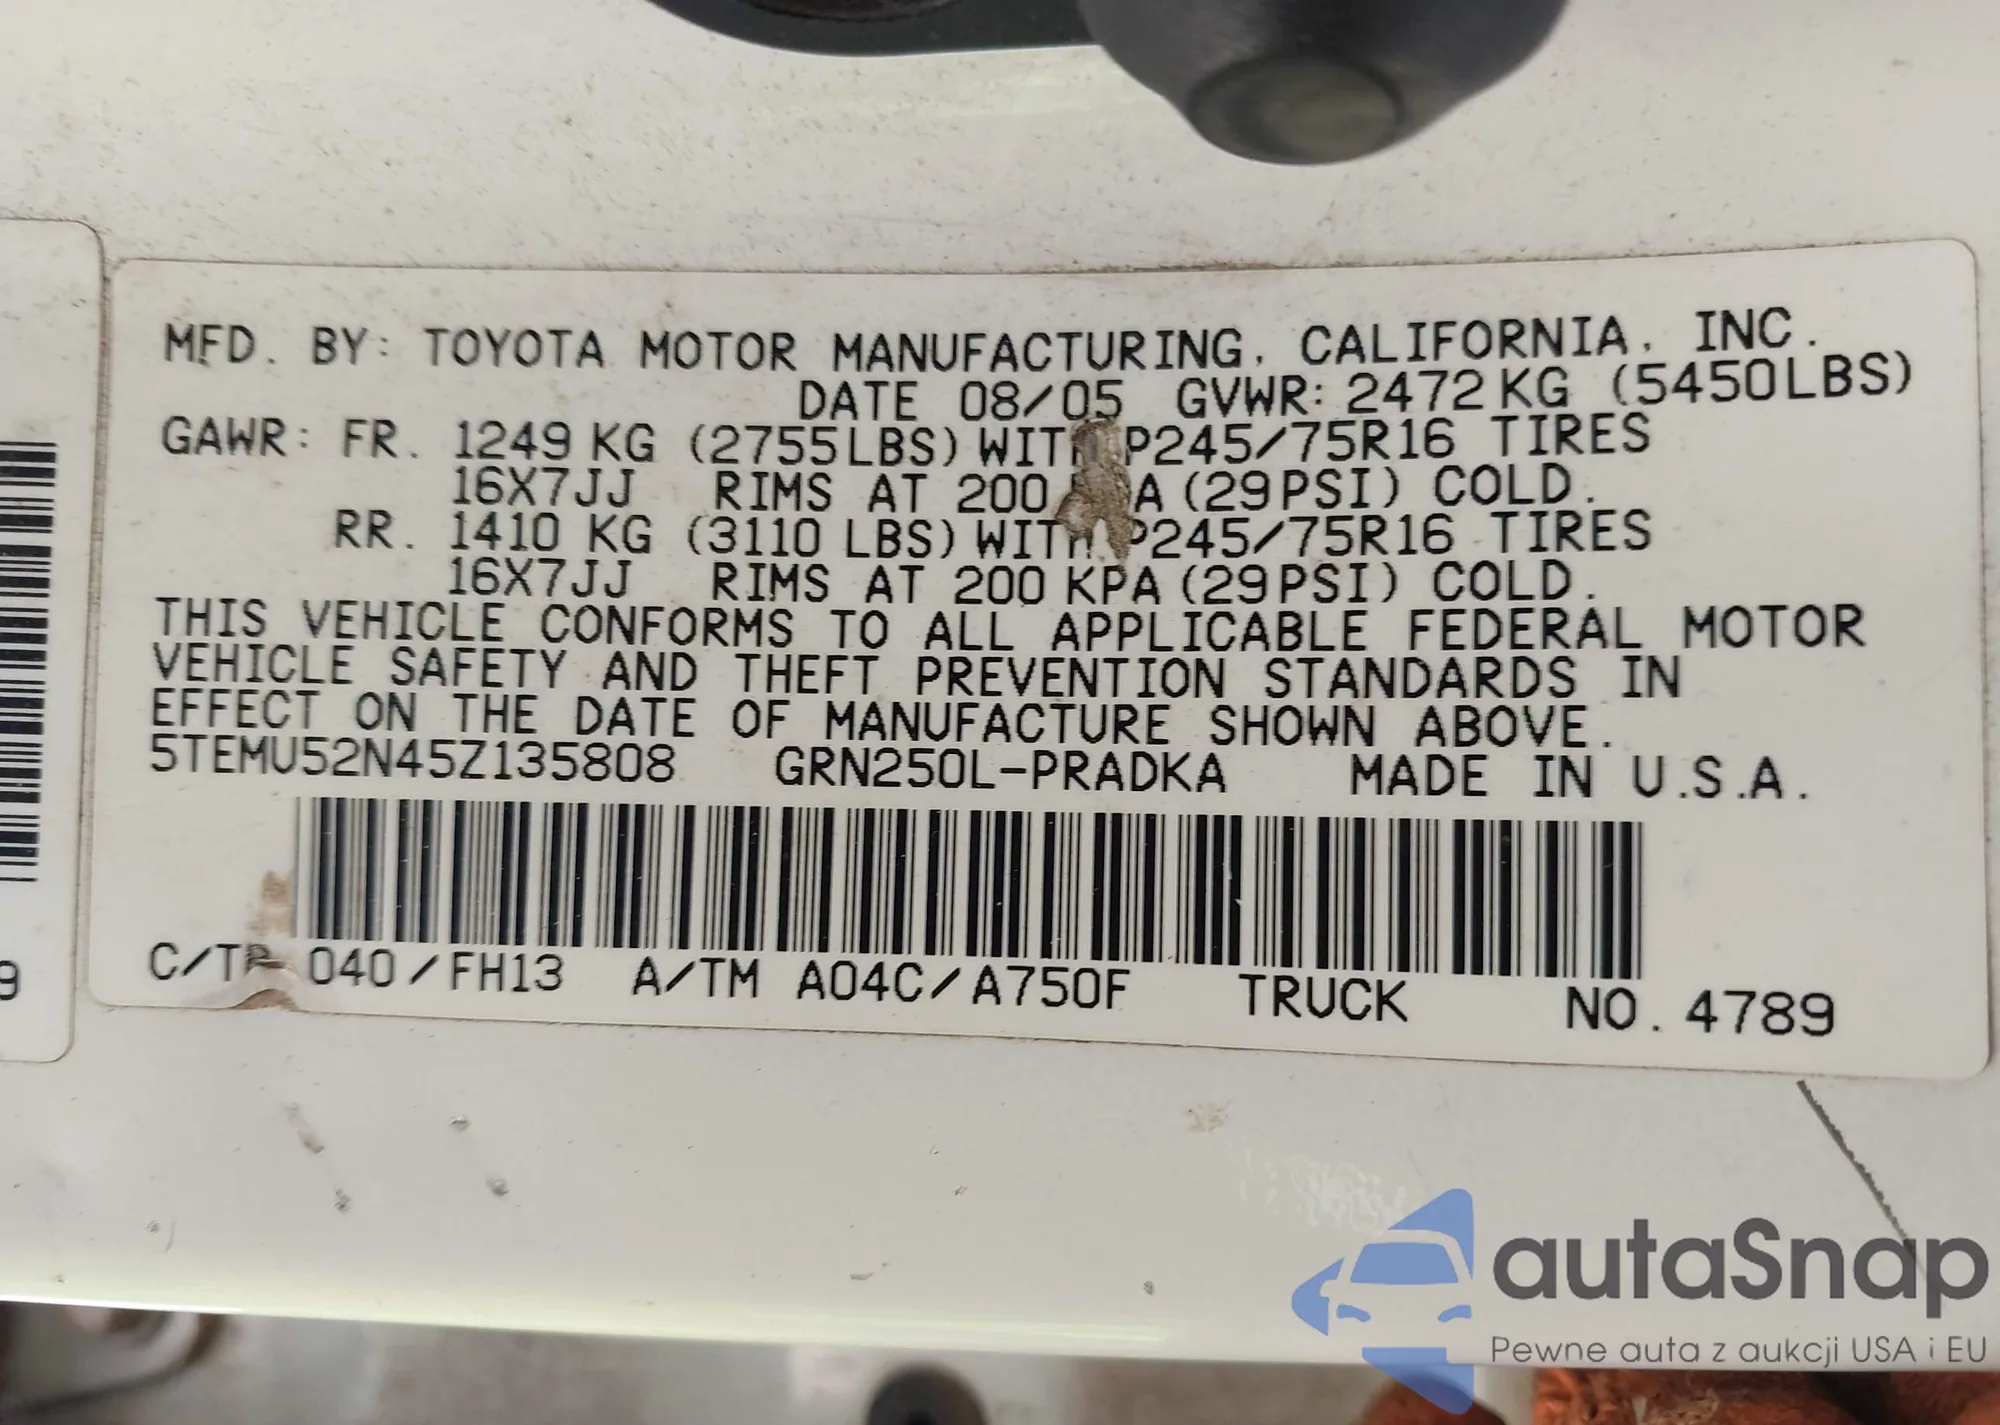 MFD. BY: TOYOTA MOTOR MANUFACTURING, CALIFORNIA, INC.
DATE 08/05 GVWR: 2472 KG (5450LBS)
GAWR: FR. 1249 KG (2755LBS) WITH P245/75R16 TIRES
16X7JJ RIMS AT 200 (29PSI) COLD.
RR. 1410 KG (3110 LBS) WITH P245/75R16 TIRES
16X7JJ RIMS AT 200 KPA (29PSI) COLD.
THIS VEHICLE CONFORMS TO ALL APPLICABLE FEDERAL MOTOR
VEHICLE SAFETY AND THEFT PREVENTION STANDARDS IN
EFFECT ON THE DATE OF MANUFACTURE SHOWN ABOVE.
5TEMU52N45Z135808 GRN250L-PRADKA MADE IN U.S.A.
C/TR 040/FH13 A/TM A04C/A750F TRUCK NO. 4789
9
autaSnap
Pewne auta z aukcji USA i EU